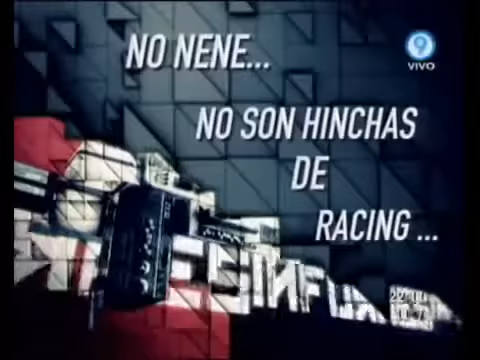 NO NENE...
9
VIVO
NO SON HINCHAS
DE
RACING ...